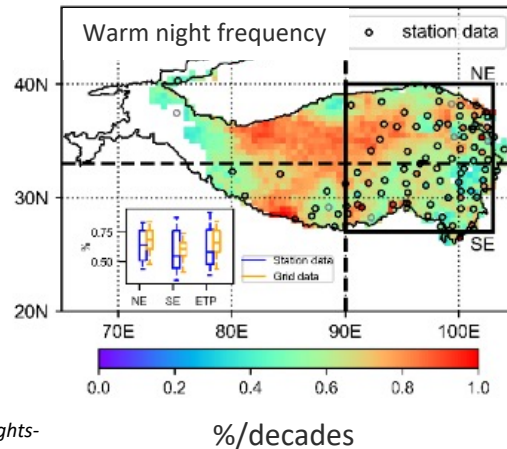 Warm night frequency
station data
40N
NE
30N
0.75
%
0.50
Station data
Grid data
NE SE ETP
SE
20N
70E 80E 90E 100E
0.0 0.2 0.4 0.6 0.8 1.0
ghts-
%/decades